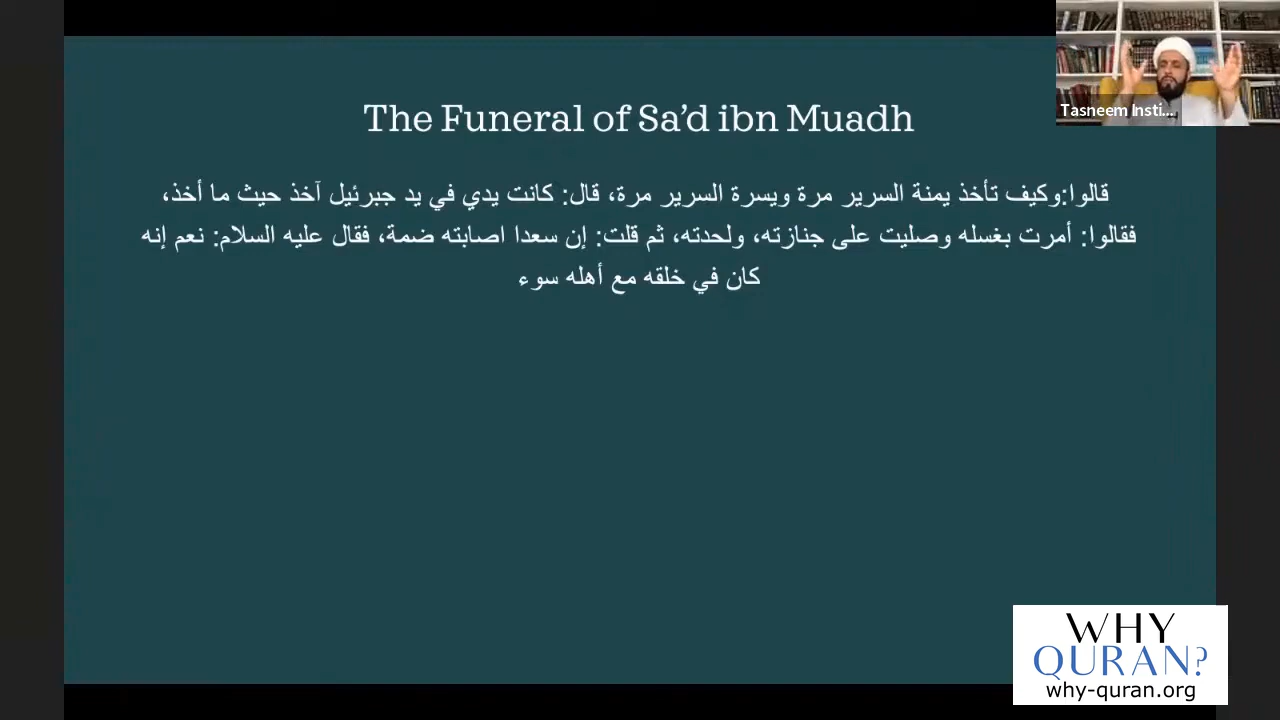 Tasneem Insti...
The Funeral of Sa’d ibn Muadh
قالوا:وكيف تأخذ يمنة السرير مرة ويسرة السرير مرة، قال: كانت يدي في يد جبرئيل آخذ حيث ما أخذ،
فقالوا: أمرت بغسله وصليت على جنازته، ولحدته، ثم قلت: إن سعدا اصابته ضمة، فقال عليه السلام: نعم إنه
كان في خلقه مع أهله سوء
WHY
QURAN?
why-quran.org